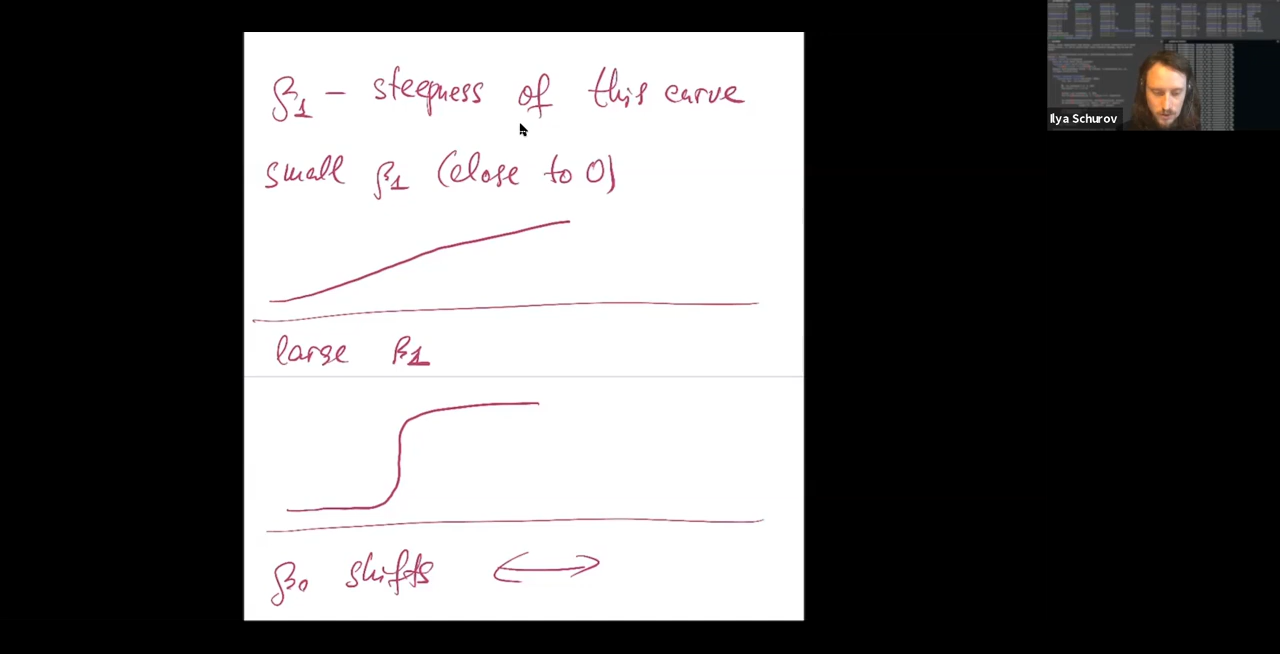 β₁ – steepness of this curve
small β₁ (close to 0)
large β₁
β₀ shifts ⟷
Ilya Schurov